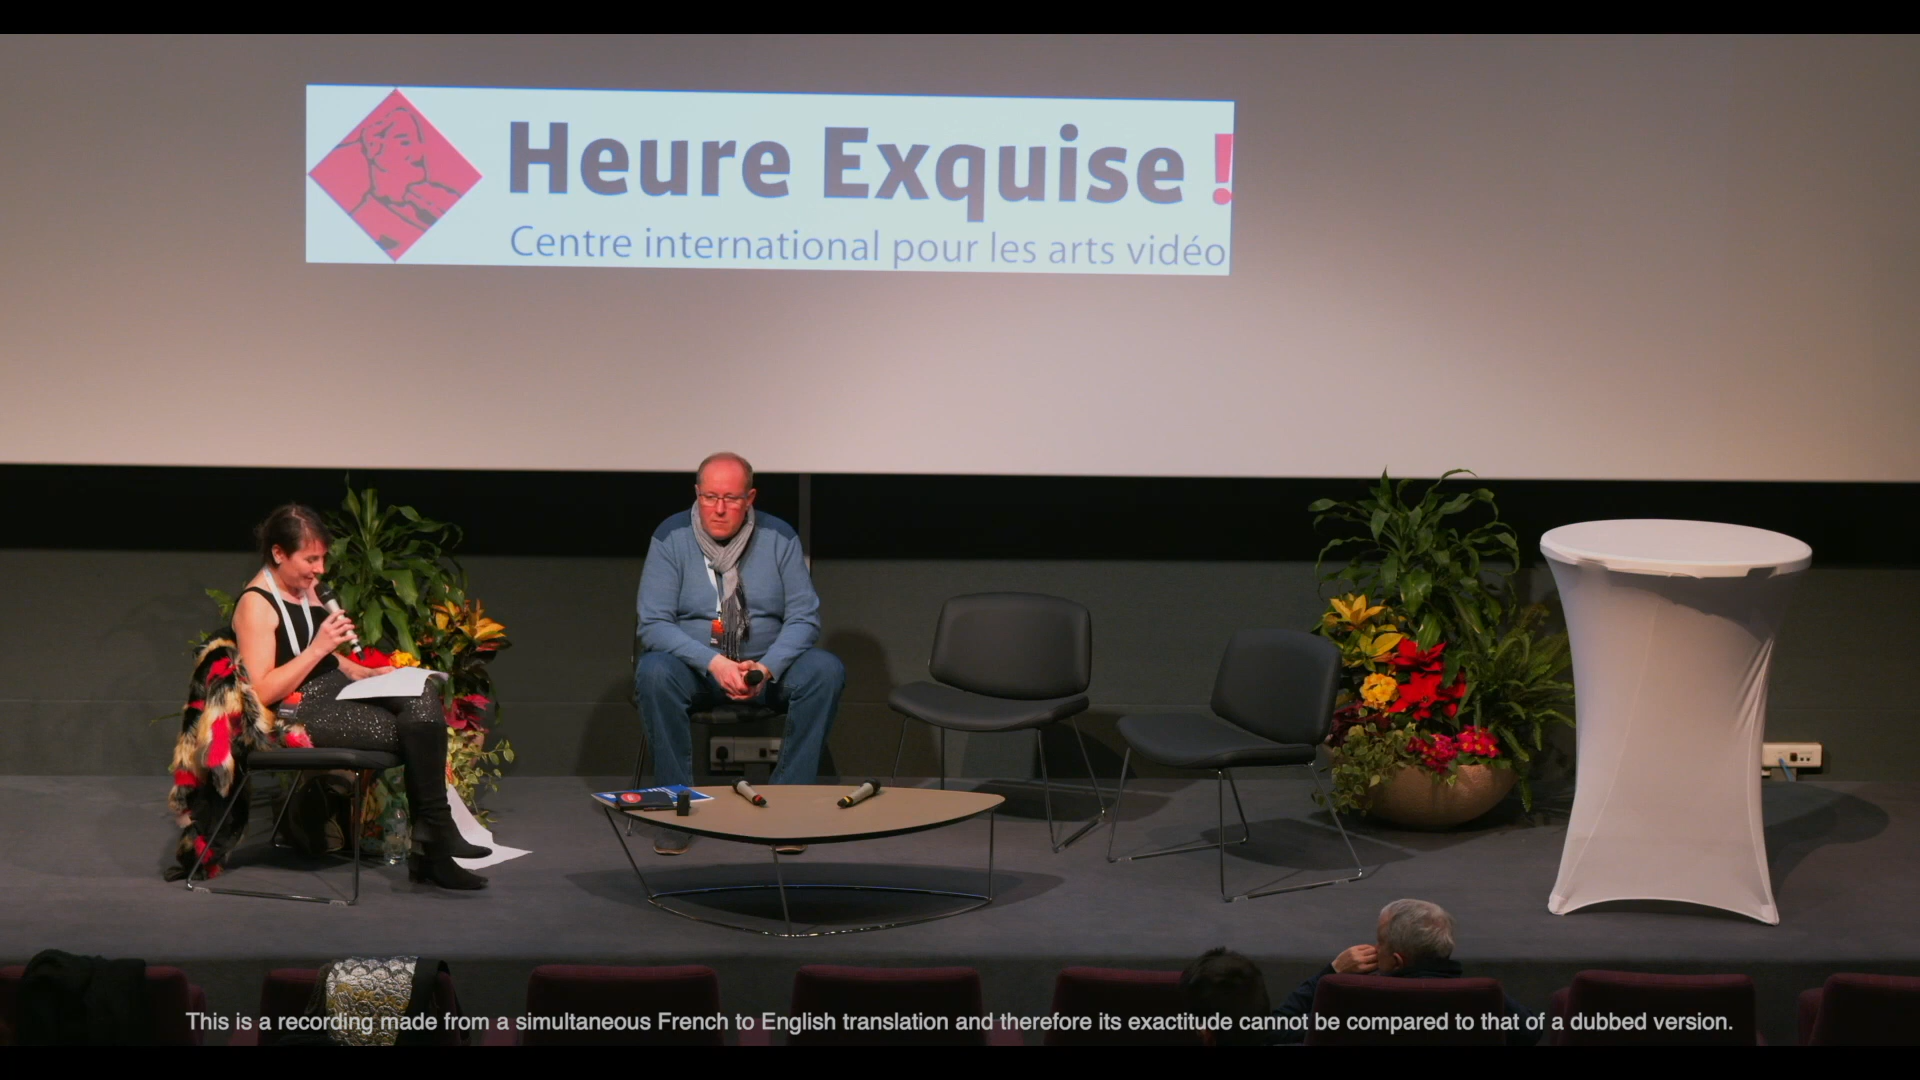 Heure Exquise !
Centre international pour les arts vidéo
This is a recording made from a simultaneous French to English translation and therefore its exactitude cannot be compared to that of a dubbed version.